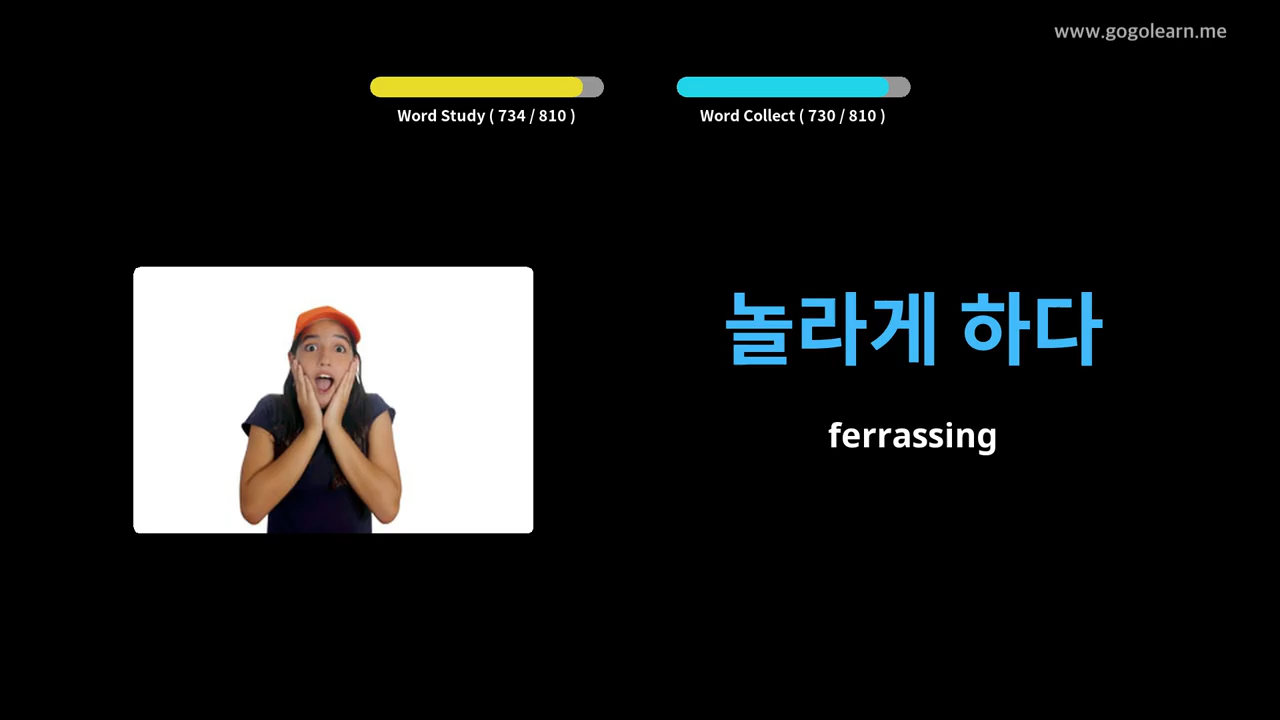 www.gogolearn.me
Word Study ( 734 / 810 )
Word Collect ( 730 / 810 )
놀라게 하다
ferrassing